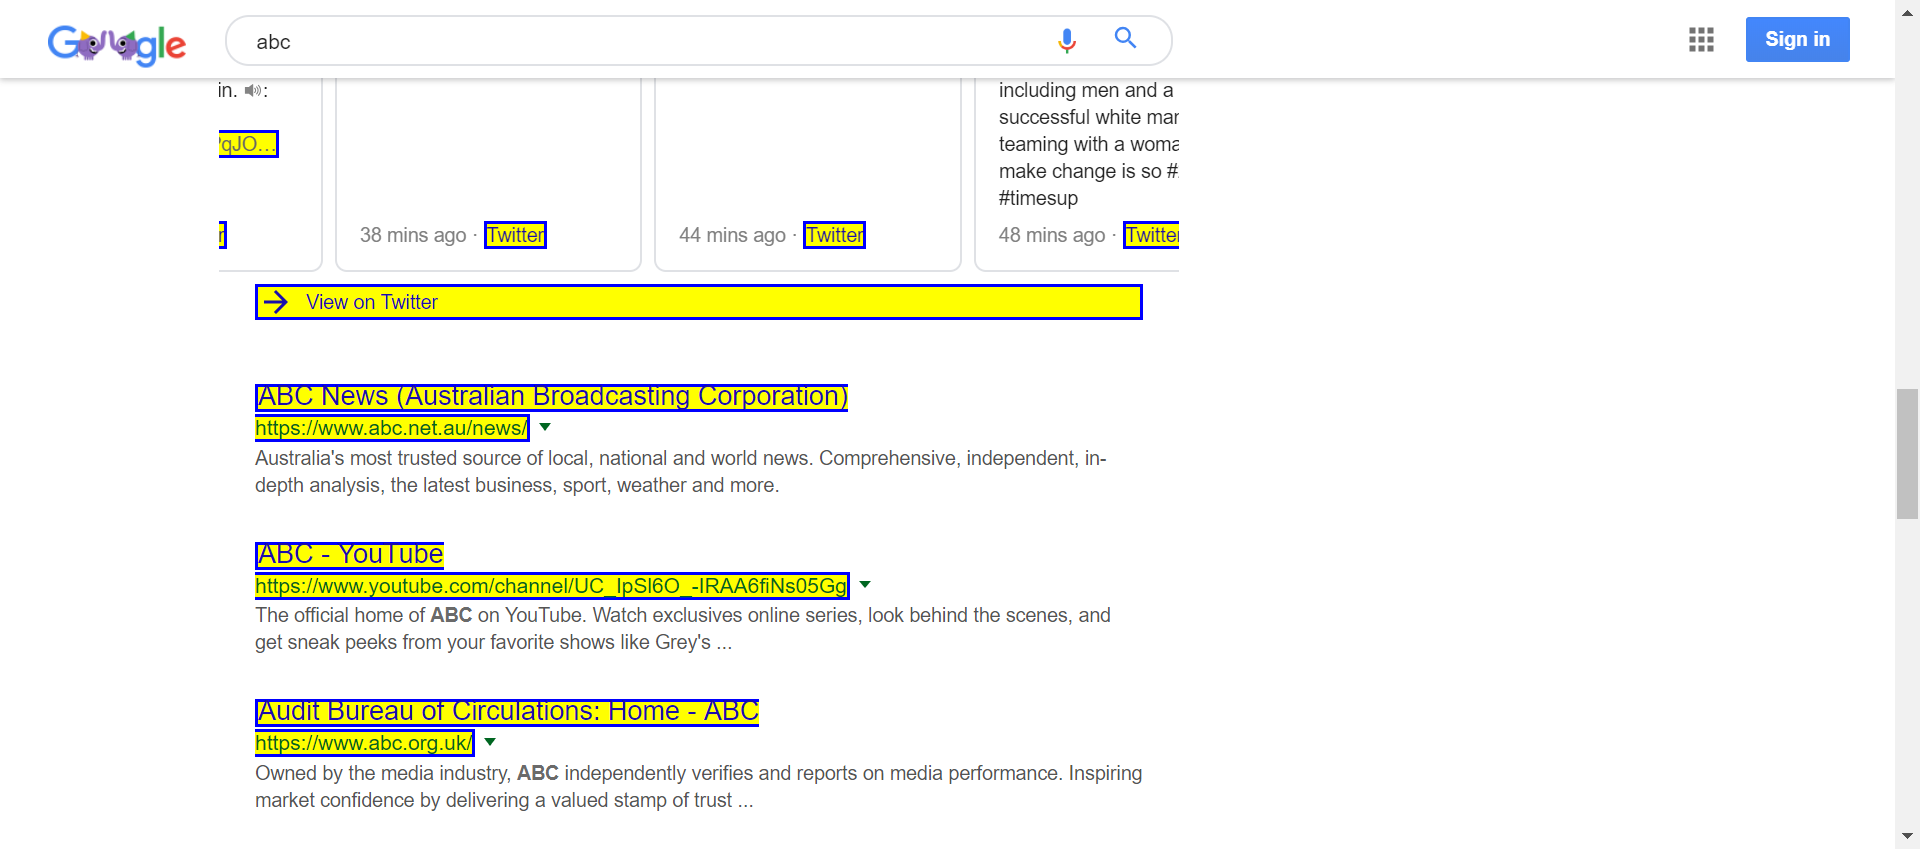 Google
abc
Sign in
in. :
qJO...
38 mins ago · Twitter
44 mins ago · Twitter
including men and a
successful white
teaming with a
make change is so
#timesup
48 mins ago ·
View on Twitter
ABC News (Australian Broadcasting Corporation)
https://www.abc.net.au/news/
Australia's most trusted source of local, national and world news. Comprehensive, independent, in-
depth analysis, the latest business, sport, weather and more.
ABC - YouTube
https://www.youtube.com/channel/UC_IpSl6O_-IRAA6fiNs05Gg
The official home of ABC on YouTube. Watch exclusives online series, look behind the scenes, and
get sneak peeks from your favorite shows like Grey's ...
Audit Bureau of Circulations: Home - ABC
https://www.abc.org.uk/
Owned by the media industry, ABC independently verifies and reports on media performance. Inspiring
market confidence by delivering a valued stamp of trust ...